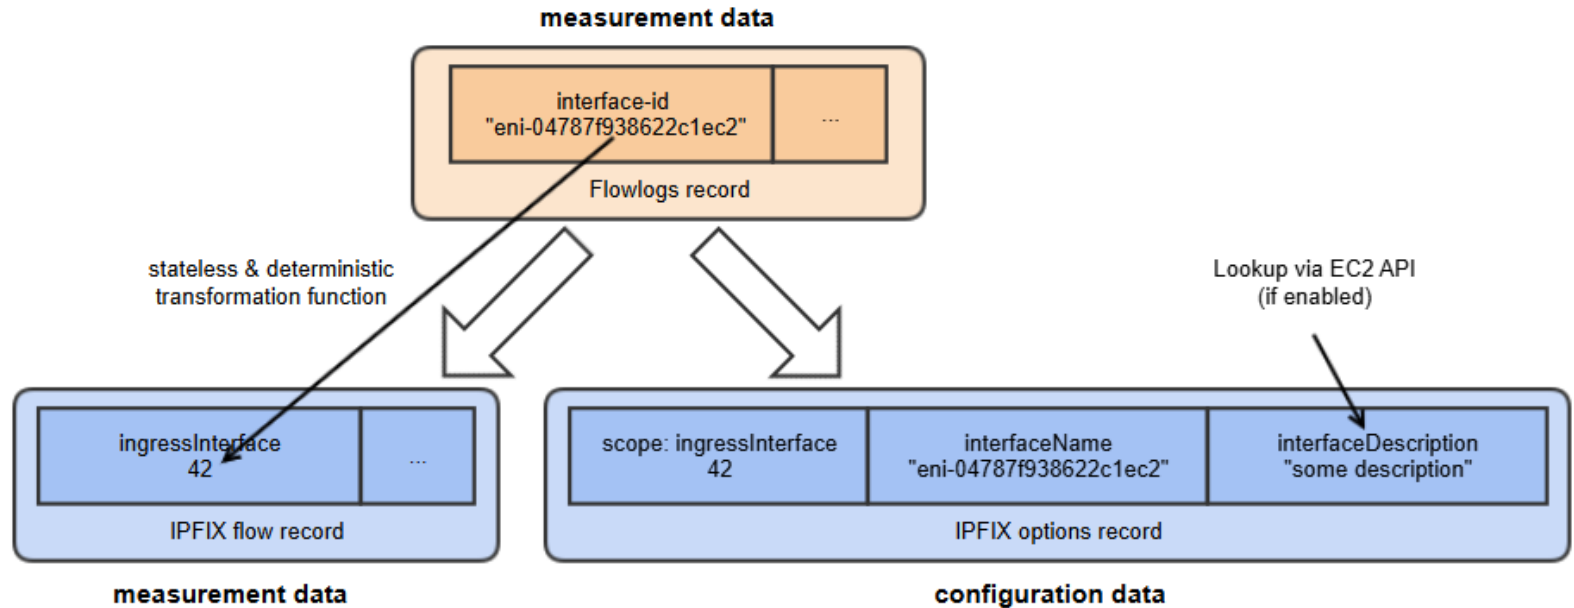 measurement data
interface-id
"eni-04787f938622c1ec2"
...
Flowlogs record
stateless & deterministic
transformation function
Lookup via EC2 API
(if enabled)
ingressInterface
42
...
IPFIX flow record
measurement data
scope: ingressInterface
42
interfaceName
"eni-04787f938622c1ec2"
interfaceDescription
"some description"
IPFIX options record
configuration data